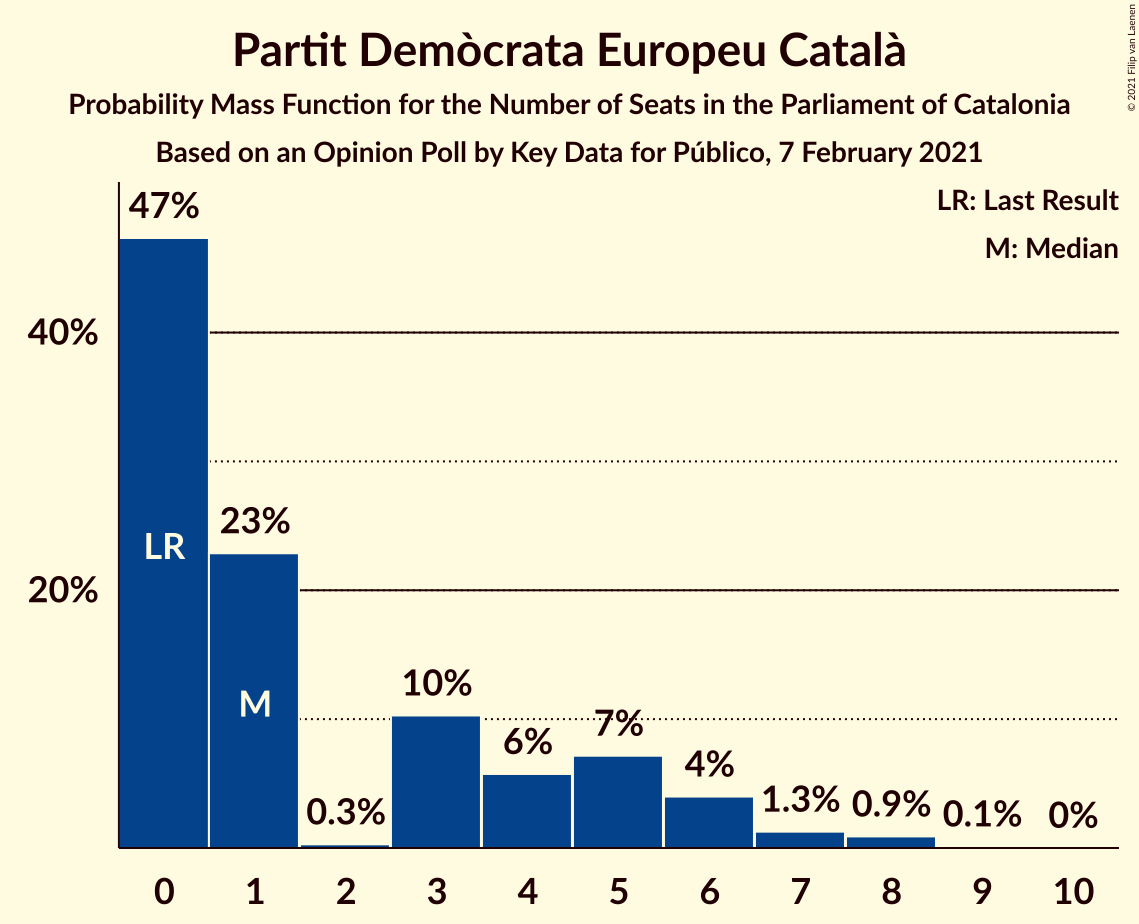 Partit Demòcrata Europeu Català
Probability Mass Function for the Number of Seats in the Parliament of Catalonia
Based on an Opinion Poll by Key Data for Público, 7 February 2021
© 2021 Filip van Laenen
LR: Last Result
M: Median
47%
40%
23%
LR
20%
10%
M
7%
6%
4%
1.3%
0.9%
0.3%
0.1%
0%
0 1 2 3 4 5 6 7 8 9 10